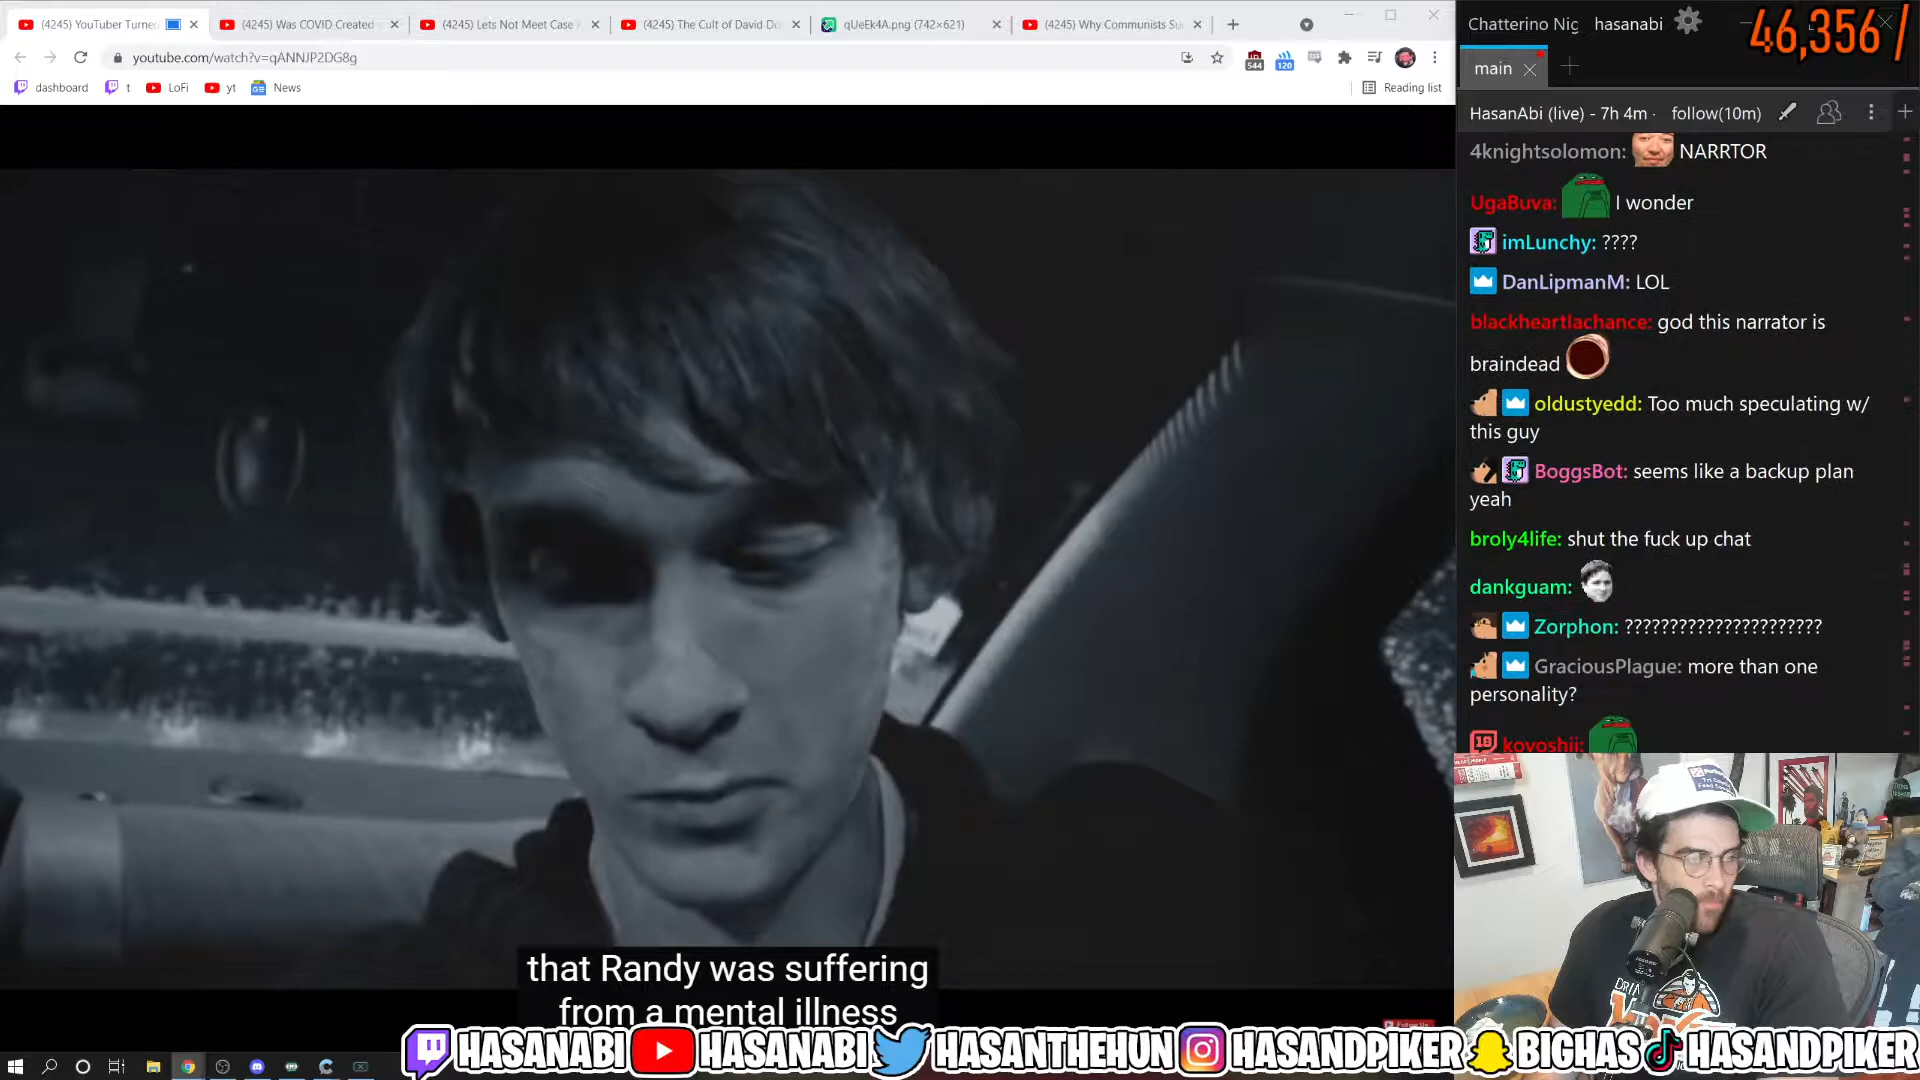 (4245) YouTuber Turne
(4245) Was COVID Created
(4245) Lets Not Meet Case
(4245) The Cult of David D
qUeEk4A.png (742×621)
(4245) Why Communists Su
youtube.com/watch?v=qANNJP2DG8g
544
120
dashboard
t
LoFi
yt
News
Reading list
that Randy was suffering
from a mental illness
Chatterino Nig
hasanabi
46,356 /
main
HasanAbi (live) - 7h 4m ·
follow(10m)
4knightsolomon: NARRTOR
UgaBuva: I wonder
imLunchy: ????
DanLipmanM: LOL
blackheartlachance: god this narrator is
braindead
oldustyedd: Too much speculating w/
this guy
BoggsBot: seems like a backup plan
yeah
broly4life: shut the fuck up chat
dankguam:
Zorphon: ??????????????????????
GraciousPlague: more than one
personality?
kovoshii:
HASANABI HASANABI HASANTHEHUN HASANDPIKER BIGHAS HASANDPIKER